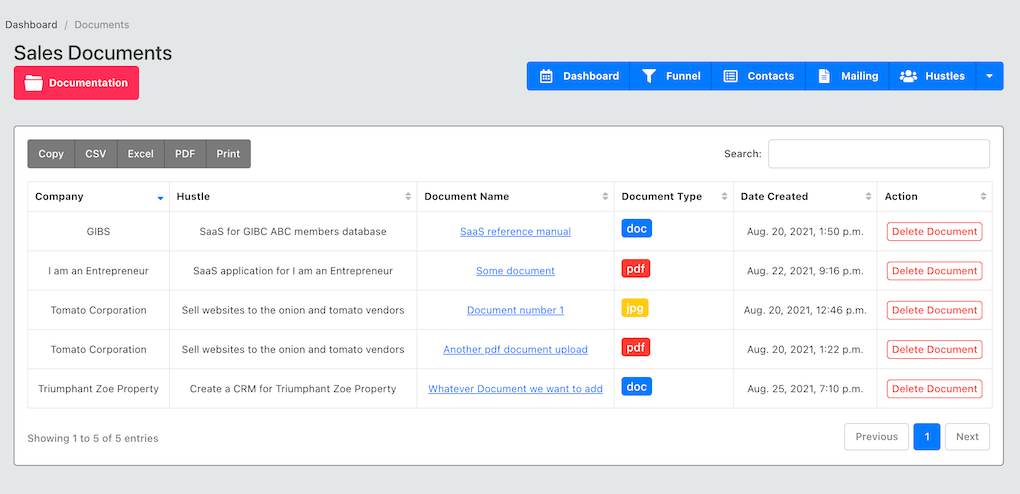 Dashboard / Documents
Sales Documents
Documentation
Dashboard Funnel Contacts Mailing Hustles
Copy CSV Excel PDF Print Search:
Company Hustle Document Name Document Type Date Created Action
GIBS SaaS for GIBC ABC members database SaaS reference manual doc Aug. 20, 2021, 1:50 p.m. Delete Document
I am an Entrepreneur SaaS application for I am an Entrepreneur Some document pdf Aug. 22, 2021, 9:16 p.m. Delete Document
Tomato Corporation Sell websites to the onion and tomato vendors Document number 1 jpg Aug. 20, 2021, 12:46 p.m. Delete Document
Tomato Corporation Sell websites to the onion and tomato vendors Another pdf document upload pdf Aug. 20, 2021, 1:22 p.m. Delete Document
Triumphant Zoe Property Create a CRM for Triumphant Zoe Property Whatever Document we want to add doc Aug. 25, 2021, 7:10 p.m. Delete Document
Showing 1 to 5 of 5 entries Previous 1 Next